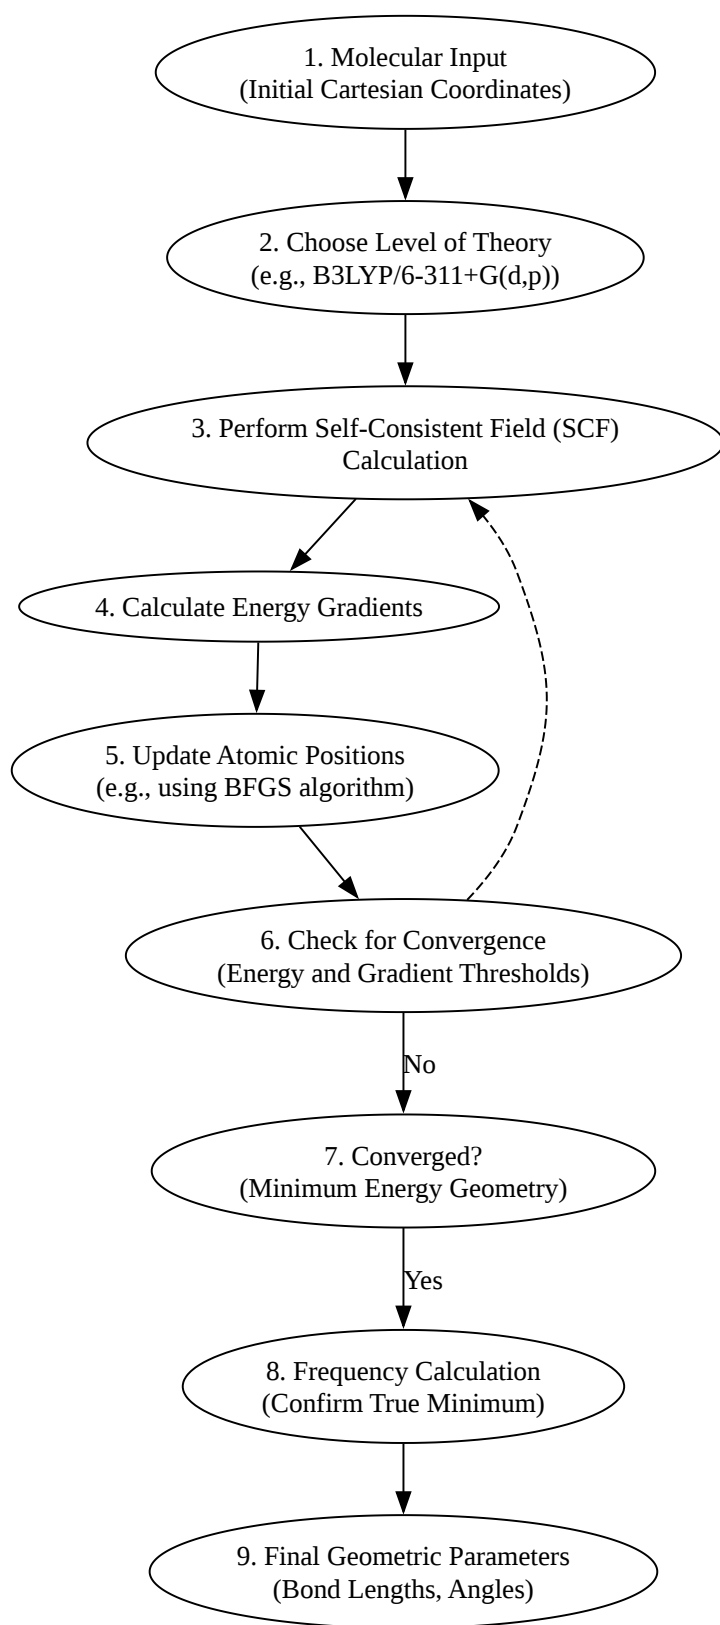 1. Molecular Input
(Initial Cartesian Coordinates)
2. Choose Level of Theory
(e.g., B3LYP/6-311+G(d,p))
3. Perform Self-Consistent Field (SCF)
Calculation
4. Calculate Energy Gradients
5. Update Atomic Positions
(e.g., using BFGS algorithm)
6. Check for Convergence
(Energy and Gradient Thresholds)
No
7. Converged?
(Minimum Energy Geometry)
Yes
8. Frequency Calculation
(Confirm True Minimum)
9. Final Geometric Parameters
(Bond Lengths, Angles)